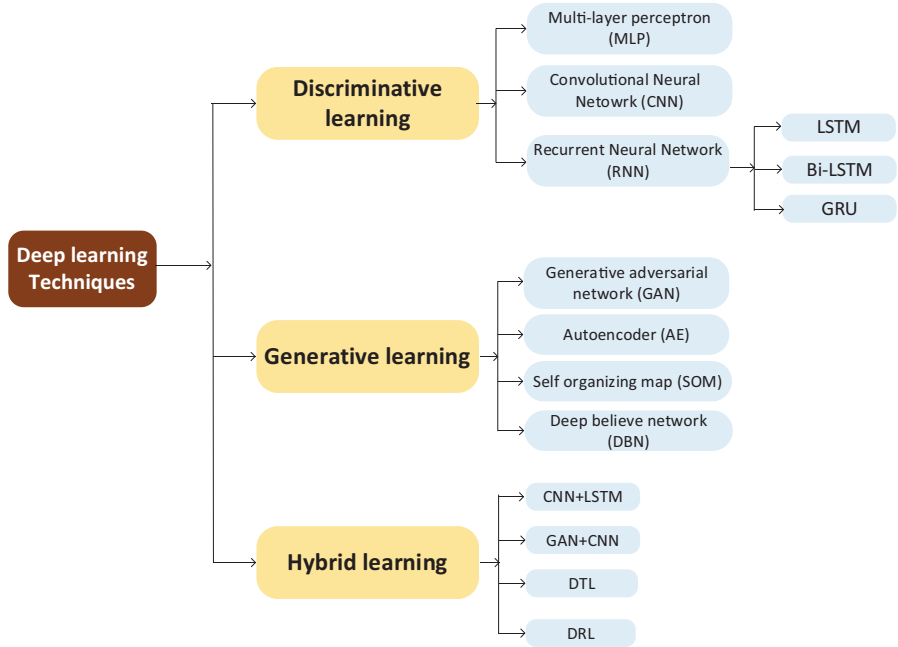 Deep learning
Techniques
Discriminative
learning
Multi-layer perceptron
(MLP)
Convolutional Neural
Netowrk (CNN)
Recurrent Neural Network
(RNN)
LSTM
Bi-LSTM
GRU
Generative learning
Generative adversarial
network (GAN)
Autoencoder (AE)
Self organizing map (SOM)
Deep believe network
(DBN)
Hybrid learning
CNN+LSTM
GAN+CNN
DTL
DRL